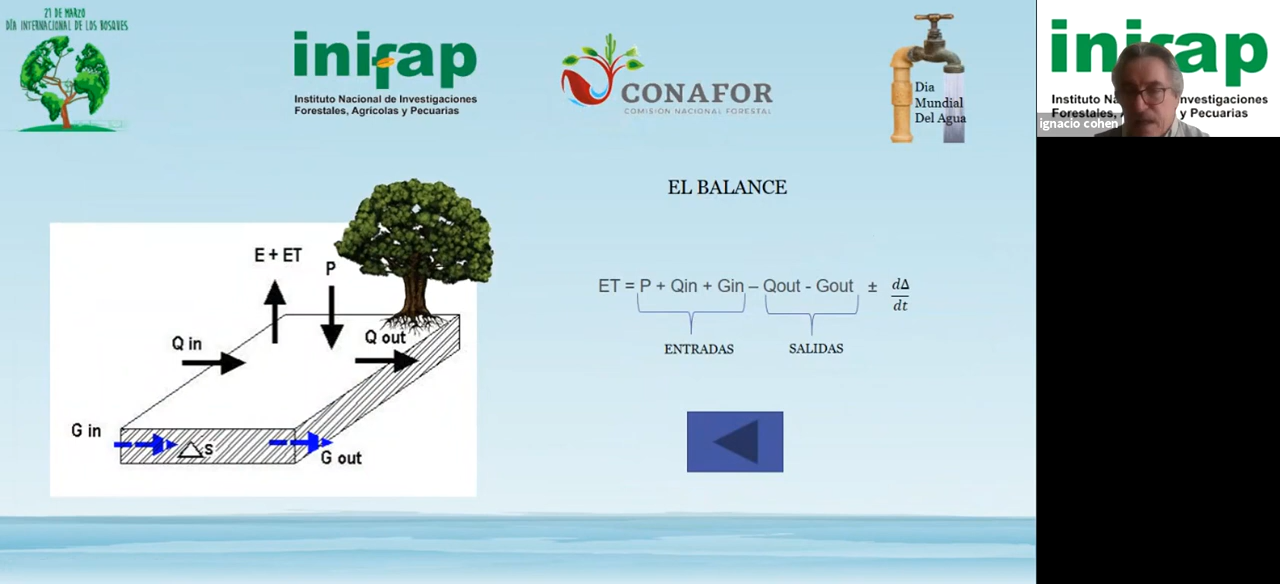 21 DE MARZO
DÍA INTERNACIONAL DE LOS BOSQUES
inifap
Instituto Nacional de Investigaciones
Forestales, Agrícolas y Pecuarias
CONAFOR
COMISIÓN NACIONAL FORESTAL
Dia
Mundial
Del Agua
inifap
Instituto Na nvestigaciones
Forestales, y Pecuarias
ignacio cohen
EL BALANCE
E + ET
P
Q in
Q out
G in
△s
G out
ET = P + Qin + Gin – Qout - Gout ± dΔ/dt
ENTRADAS
SALIDAS